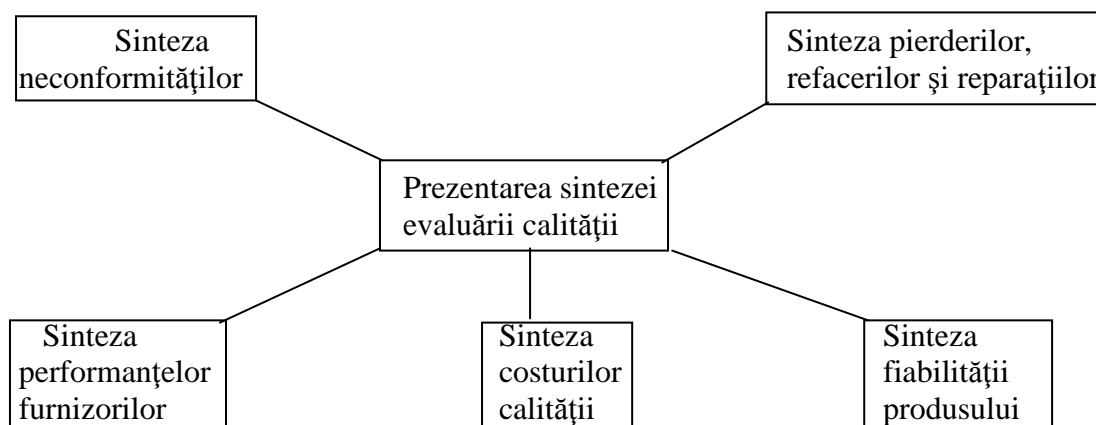 Sinteza
neconformităţilor
Sinteza pierderilor,
refacerilor şi reparaţiilor
Prezentarea sintezei
evaluării calităţii
Sinteza
performanţelor
furnizorilor
Sinteza
costurilor
calităţii
Sinteza
fiabilităţii
produsului